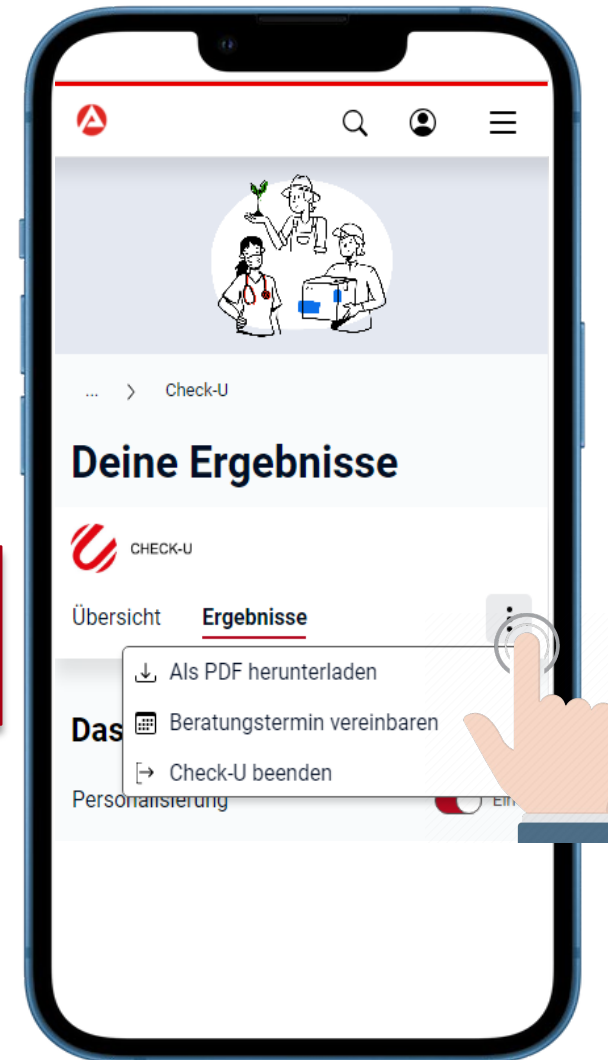 ... > Check-U
Deine Ergebnisse
CHECK-U
Übersicht Ergebnisse
Als PDF herunterladen
Das
Beratungstermin vereinbaren
Check-U beenden
Personalisierung